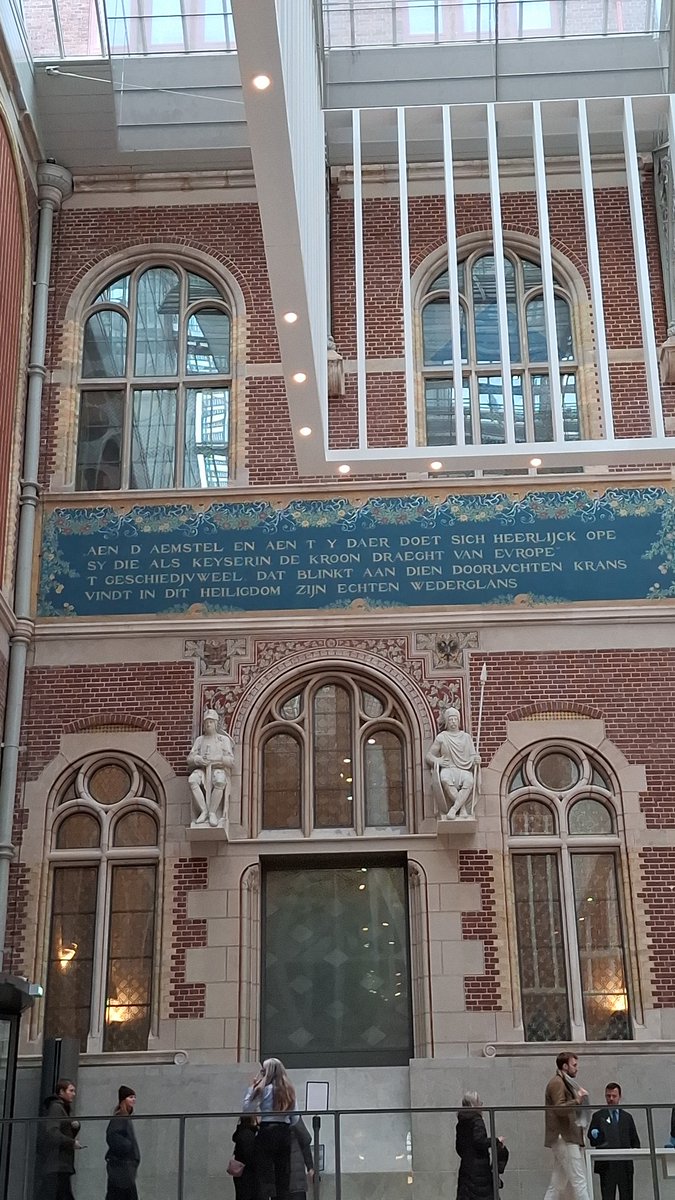 AEN D AEMSTEL EN AEN T Y DAER DOET SICH HEERLIJCK OPE
SY DIE ALS KEYSERIN DE KROON DRAEGHT VAN EVROPE
T GESCHIEDJVWEEL DAT BLINKT AAN DIEN DOORLVCHTEN KRANS
VINDT IN DIT HEILIGDOM ZIJN ECHTEN WEDERGLANS